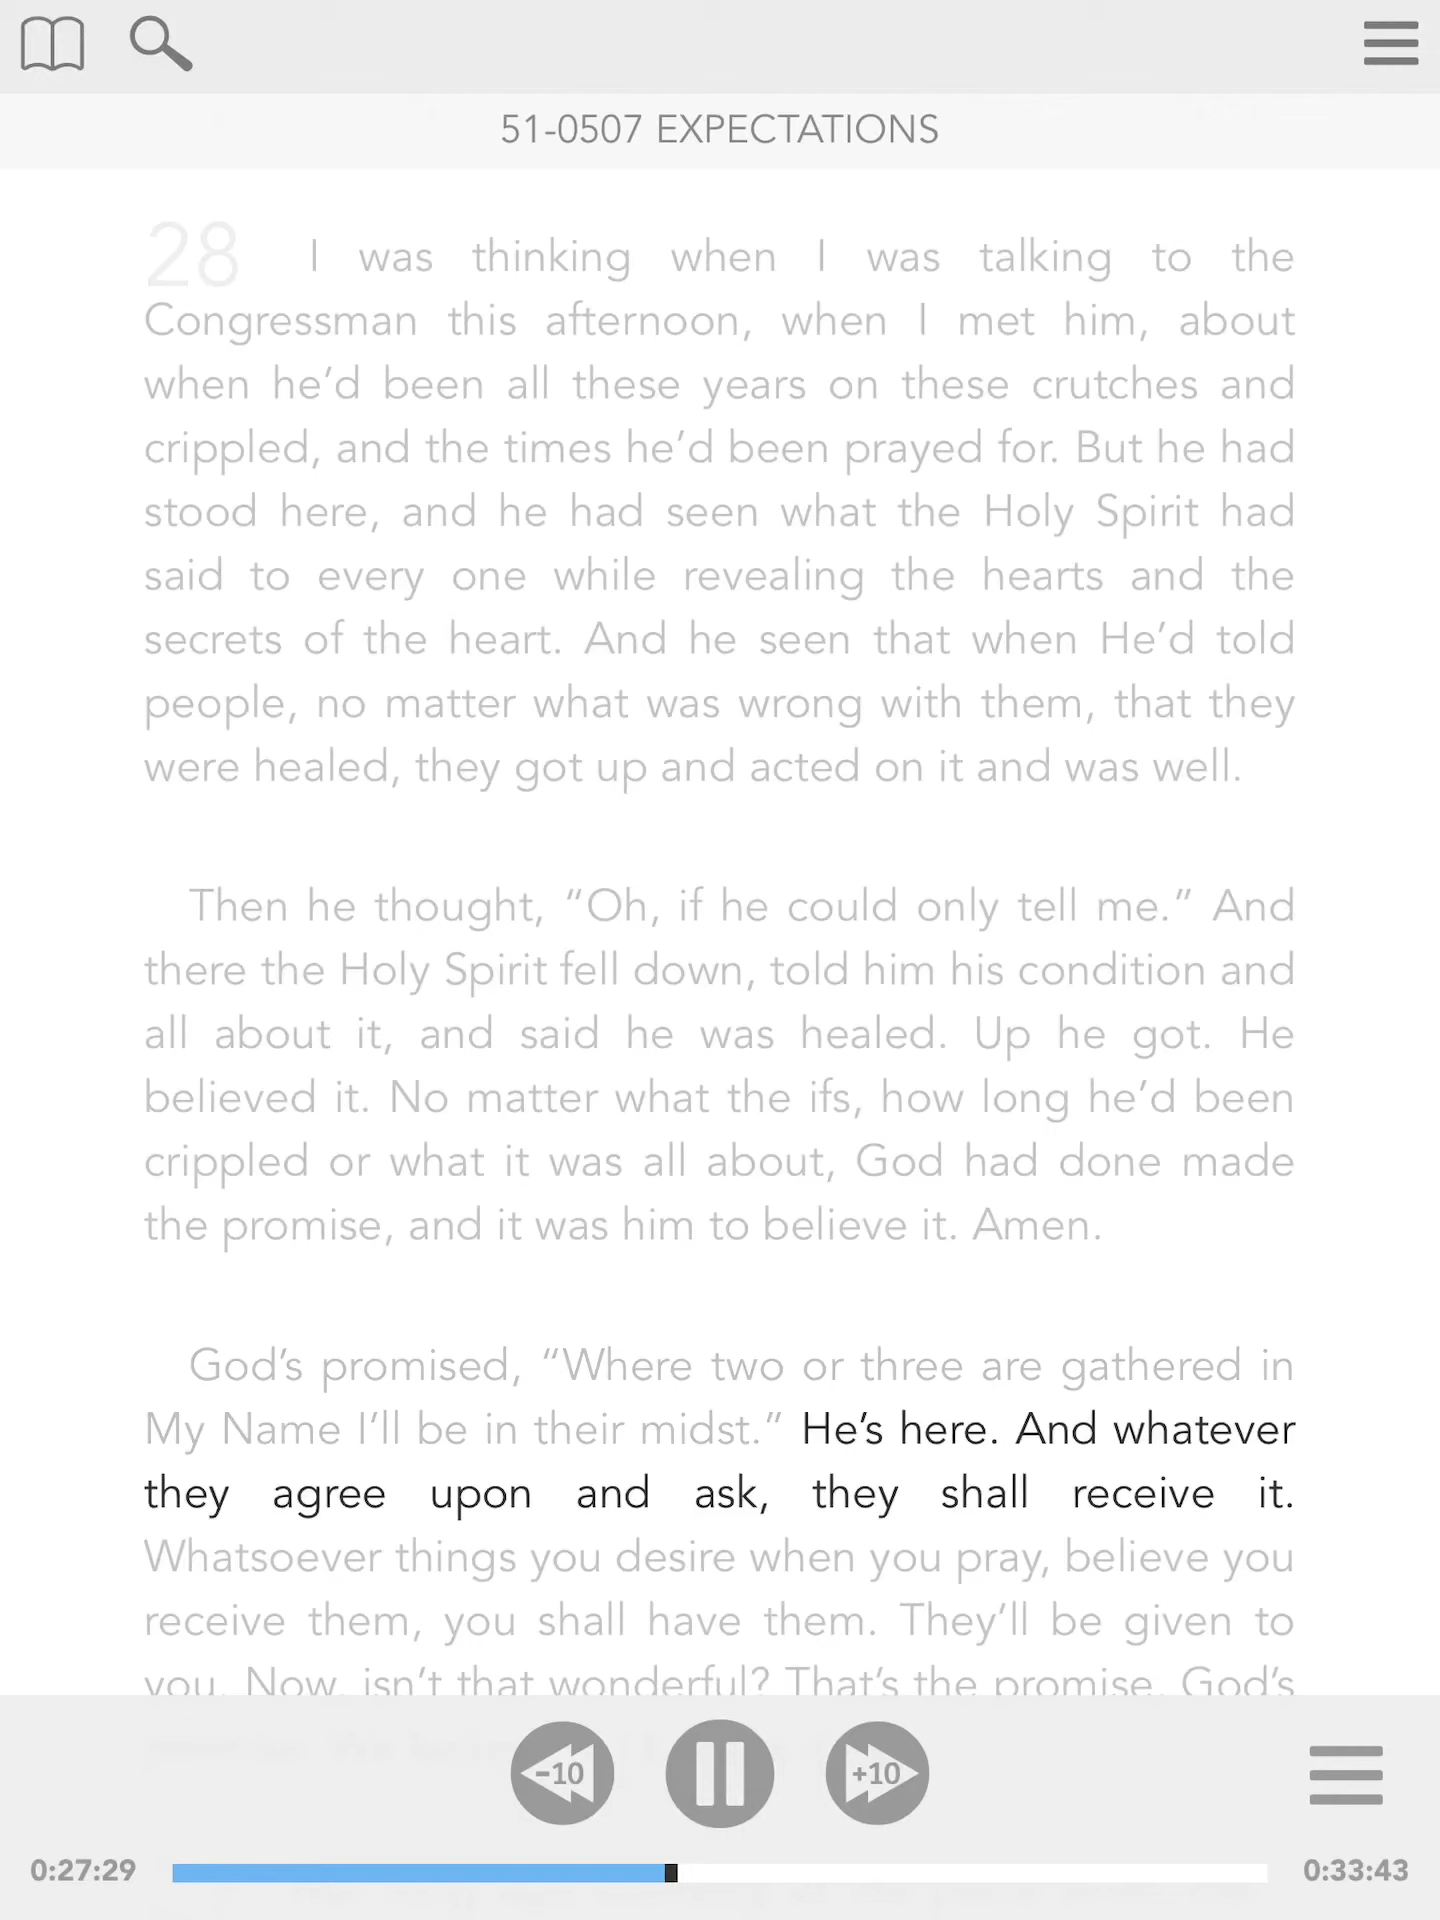 51-0507 EXPECTATIONS
28 I was thinking when I was talking to the
Congressman this afternoon, when I met him, about
when he’d been all these years on these crutches and
crippled, and the times he’d been prayed for. But he had
stood here, and he had seen what the Holy Spirit had
said to every one while revealing the hearts and the
secrets of the heart. And he seen that when He’d told
people, no matter what was wrong with them, that they
were healed, they got up and acted on it and was well.
Then he thought, “Oh, if he could only tell me.” And
there the Holy Spirit fell down, told him his condition and
all about it, and said he was healed. Up he got. He
believed it. No matter what the ifs, how long he’d been
crippled or what it was all about, God had done made
the promise, and it was him to believe it. Amen.
God’s promised, “Where two or three are gathered in
My Name I’ll be in their midst.” He’s here. And whatever
they agree upon and ask, they shall receive it.
Whatsoever things you desire when you pray, believe you
receive them, you shall have them. They’ll be given to
you. Now, isn’t that wonderful? That’s the promise. God’s
-10 +10
0:27:29 0:33:43